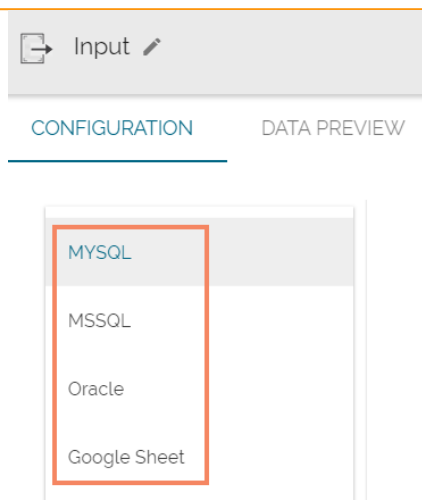 Input
CONFIGURATION DATA PREVIEW
MYSQL
MSSQL
Oracle
Google Sheet